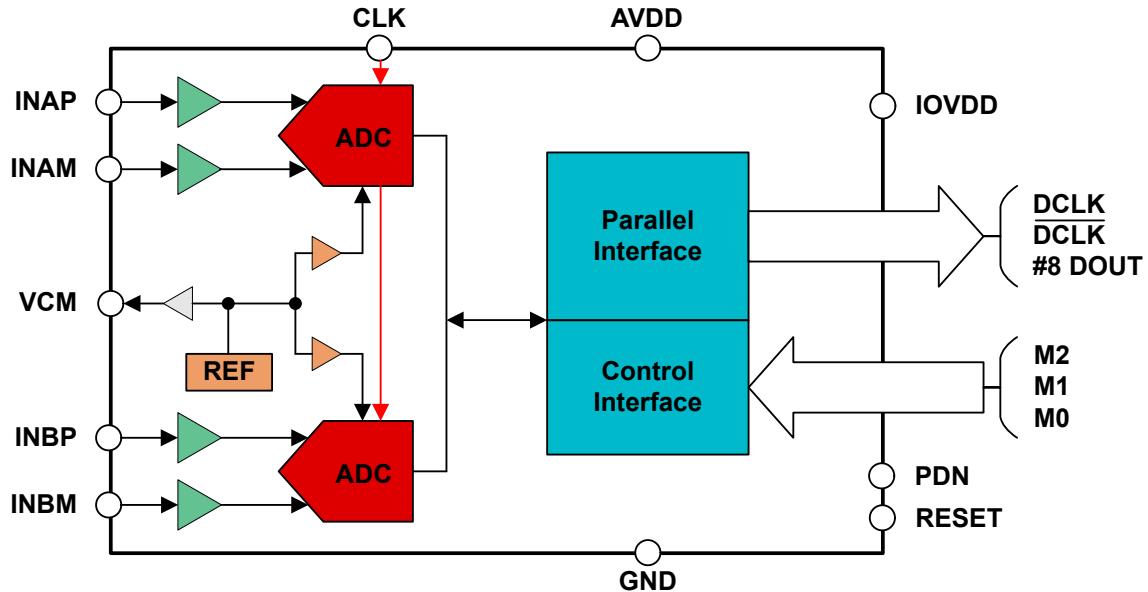 CLK
AVDD
INAP
ADC
IOVDD
INAM
DCLK
DCLK
#8 DOUT
Parallel
Interface
VCM
REF
Control
Interface
M2
M1
M0
INBP
ADC
PDN
INBM
RESET
GND